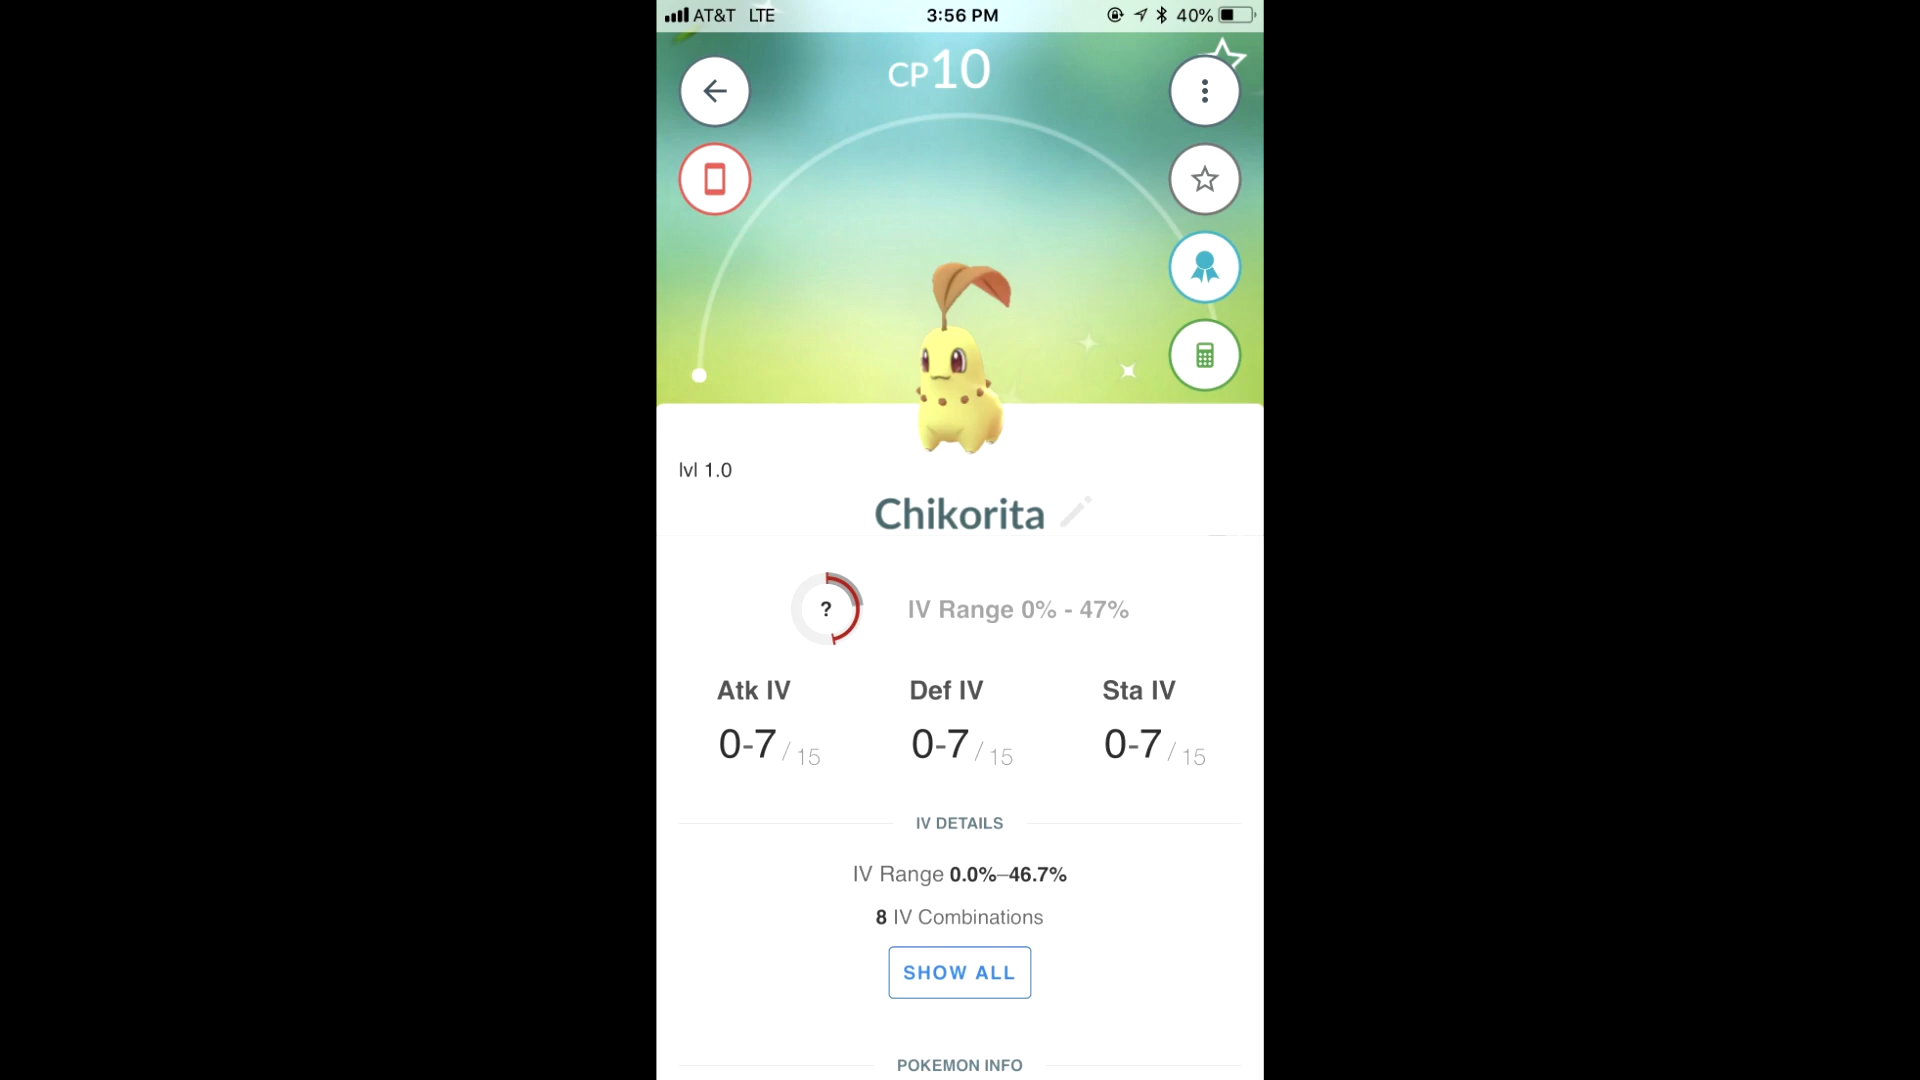 AT&T LTE 3:56 PM 40%
CP10
lvl 1.0
Chikorita
? IV Range 0% - 47%
Atk IV Def IV Sta IV
0-7 / 15 0-7 / 15 0-7 / 15
IV DETAILS
IV Range 0.0%–46.7%
8 IV Combinations
SHOW ALL
POKEMON INFO